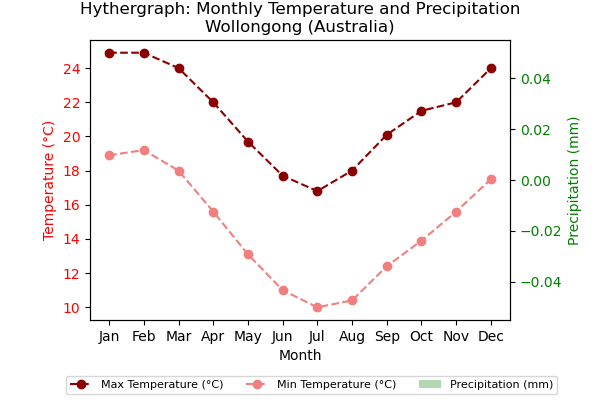 Hythergraph: Monthly Temperature and Precipitation
Wollongong (Australia)
24
22
20
18
16
14
12
10
Temperature (°C)
0.04
0.02
0.00
−0.02
−0.04
Precipitation (mm)
Jan Feb Mar Apr May Jun Jul Aug Sep Oct Nov Dec
Month
Max Temperature (°C) Min Temperature (°C) Precipitation (mm)